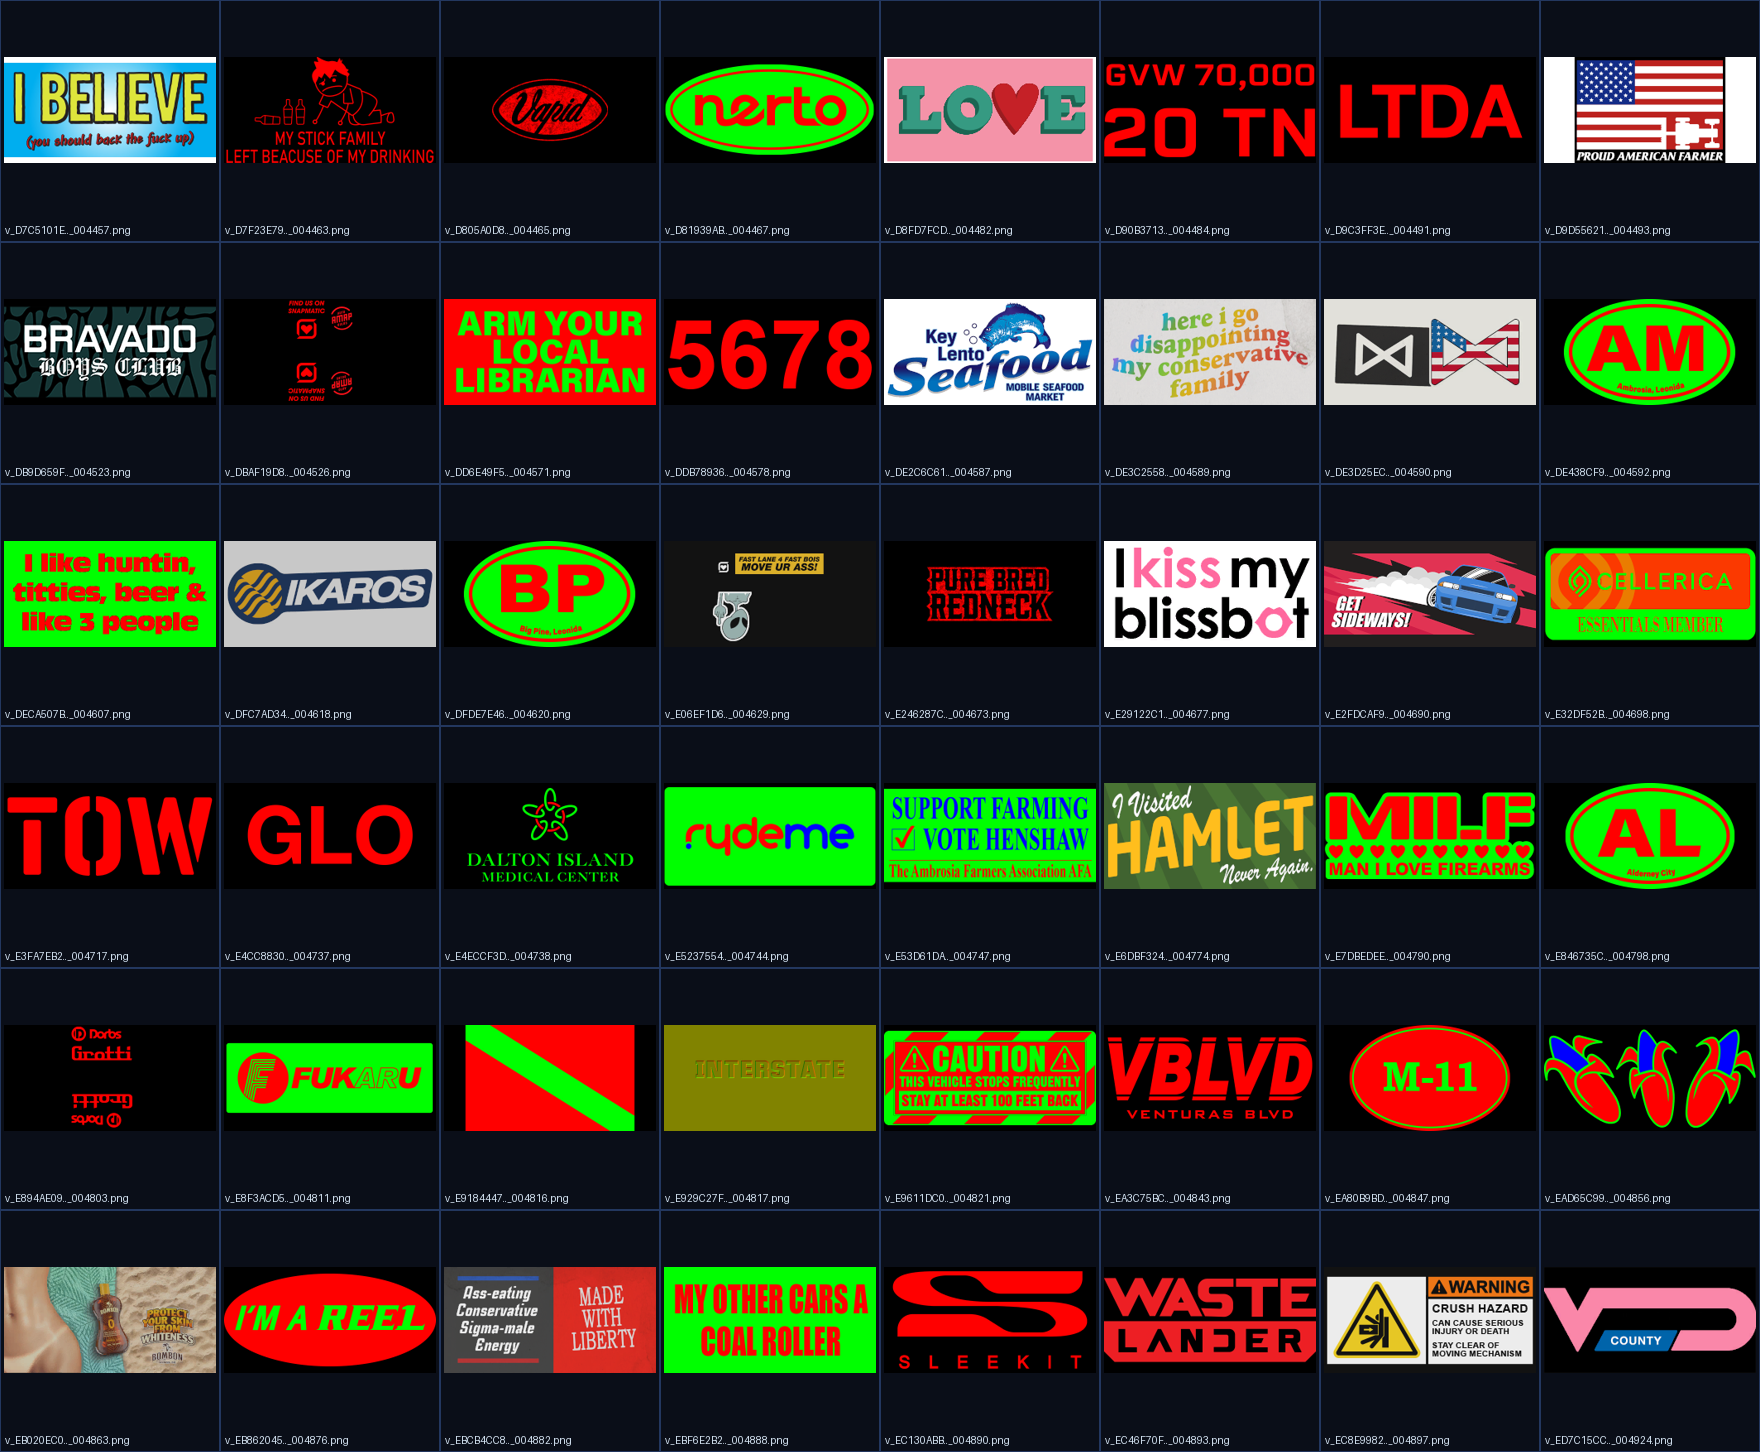 I BELIEVE
(you should back the fuck up)
MY STICK FAMILY
LEFT BEACUSE OF MY DRINKING
Vapid
nerto
LOVE
GVW 70,000
20 TN
LTDA
PROUD AMERICAN FARMER
v_D7C5101E.._004457.png
v_D7F23E79.._004463.png
v_D805A0D8.._004465.png
v_D81939AB.._004467.png
v_D8FD7FCD.._004482.png
v_D90B3713.._004484.png
v_D9C3FF3E.._004491.png
v_D9D55621.._004493.png
BRAVADO
BOYS CLUB
FIND US ON
SNAPMATIC
ARM YOUR
LOCAL
LIBRARIAN
5678
Key
Lento
Seafood
MOBILE SEAFOOD
MARKET
here i go
disappointing
my conservative
family
AM
Ambrosia, Leonida
v_DB9D659F.._004523.png
v_DBAF19D8.._004526.png
v_DD6E49F5.._004571.png
v_DDB78936.._004578.png
v_DE2C6C61.._004587.png
v_DE3C2558.._004589.png
v_DE3D25EC.._004590.png
v_DE438CF9.._004592.png
I like huntin,
titties, beer &
like 3 people
IKAROS
BP
Big Pine, Leonida
FAST LANE 4 FAST BOIS
MOVE UR ASS!
PURE BRED
REDNECK
I kiss my
blissbot
GET
SIDEWAYS!
CELLERICA
ESSENTIALS MEMBER
v_DECA507B.._004607.png
v_DFC7AD34.._004618.png
v_DFDE7E46.._004620.png
v_E06EF1D6.._004629.png
v_E246287C.._004673.png
v_E29122C1.._004677.png
v_E2FDCAF9.._004690.png
v_E32DF52B.._004698.png
TOW
GLO
DALTON ISLAND
MEDICAL CENTER
rydeme
SUPPORT FARMING
VOTE HENSHAW
The Ambrosia Farmers Association AFA
I Visited
HAMLET
Never Again.
MILF
MAN I LOVE FIREARMS
AL
Alderney City
v_E3FA7EB2.._004717.png
v_E4CC8830.._004737.png
v_E4ECCF3D.._004738.png
v_E5237554.._004744.png
v_E53D61DA.._004747.png
v_E6DBF324.._004774.png
v_E7DBEDEE.._004790.png
v_E846735C.._004798.png
Dorbs
Grotti
Grotti
Dorbs
FUKARU
INTERSTATE
CAUTION
THIS VEHICLE STOPS FREQUENTLY
STAY AT LEAST 100 FEET BACK
VBLVD
VENTURAS BLVD
M-11
v_E894AE09.._004803.png
v_E8F3ACD5.._004811.png
v_E9184447.._004816.png
v_E929C27F.._004817.png
v_E9611DC0.._004821.png
v_EA3C75BC.._004843.png
v_EA80B9BD.._004847.png
v_EAD65C99.._004856.png
PROTECT
YOUR SKIN
FROM
WHITENESS
BOMBON
I'M A REEL
Ass-eating
Conservative
Sigma-male
Energy
MADE
WITH
LIBERTY
MY OTHER CARS A
COAL ROLLER
SLEEKIT
WASTE
LANDER
WARNING
CRUSH HAZARD
CAN CAUSE SERIOUS
INJURY OR DEATH
STAY CLEAR OF
MOVING MECHANISM
COUNTY
v_EB020EC0.._004863.png
v_EB862045.._004876.png
v_EBCB4CC8.._004882.png
v_EBF6E2B2.._004888.png
v_EC130ABB.._004890.png
v_EC46F70F.._004893.png
v_EC8E9982.._004897.png
v_ED7C15CC.._004924.png